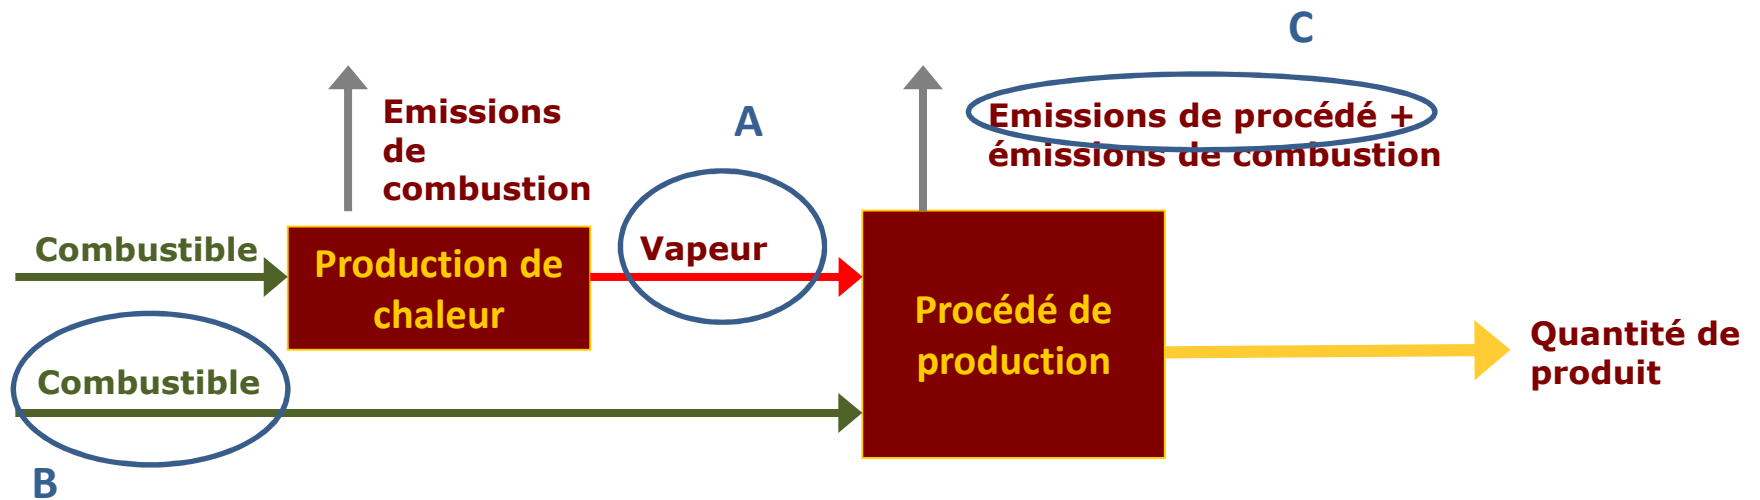 C
Emissions
de
combustion
A
Emissions de procédé +
émissions de combustion
Combustible
Production de
chaleur
Vapeur
Procédé de
production
Quantité de
produit
Combustible
B